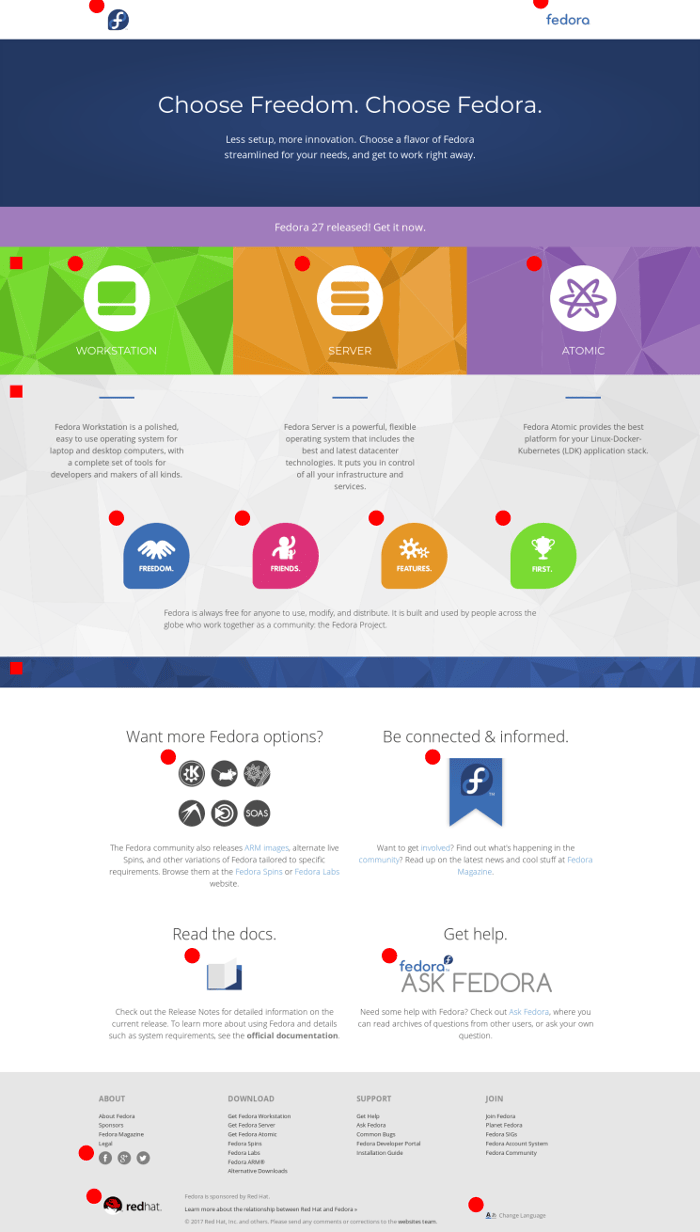 fedora
Choose Freedom. Choose Fedora.
Less setup, more innovation. Choose a flavor of Fedora
streamlined for your needs, and get to work right away.
Fedora 27 released! Get it now.
WORKSTATION
SERVER
ATOMIC
Fedora Workstation is a polished,
easy to use operating system for
laptop and desktop computers, with
a complete set of tools for
developers and makers of all kinds.
Fedora Server is a powerful, flexible
operating system that includes the
best and latest datacenter
technologies. It puts you in control
of all your infrastructure and
services.
Fedora Atomic provides the best
platform for your Linux-Docker-
Kubernetes (LDK) application stack.
FREEDOM.
FRIENDS.
FEATURES.
FIRST.
Fedora is always free for anyone to use, modify, and distribute. It is built and used by people across the
globe who work together as a community: the Fedora Project.
Want more Fedora options?
SOAS
The Fedora community also releases ARM images, alternate live
Spins, and other variations of Fedora tailored to specific
requirements. Browse them at the Fedora Spins or Fedora Labs
website.
Be connected & informed.
TM
Want to get involved? Find out what's happening in the
community? Read up on the latest news and cool stuff at Fedora
Magazine.
Read the docs.
Check out the Release Notes for detailed information on the
current release. To learn more about using Fedora and details
such as system requirements, see the official documentation.
Get help.
fedora
ASK FEDORA
Need some help with Fedora? Check out Ask Fedora, where you
can read archives of questions from other users, or ask your own
question.
ABOUT
About Fedora
Sponsors
Fedora Magazine
Legal
DOWNLOAD
Get Fedora Workstation
Get Fedora Server
Get Fedora Atomic
Fedora Spins
Fedora Labs
Fedora ARM®
Alternative Downloads
SUPPORT
Get Help
Ask Fedora
Common Bugs
Fedora Developer Portal
Installation Guide
JOIN
Join Fedora
Planet Fedora
Fedora SIGs
Fedora Account System
Fedora Community
redhat.
Fedora is sponsored by Red Hat.
Learn more about the relationship between Red Hat and Fedora »
© 2017 Red Hat, Inc. and others. Please send any comments or corrections to the websites team.
Change Language